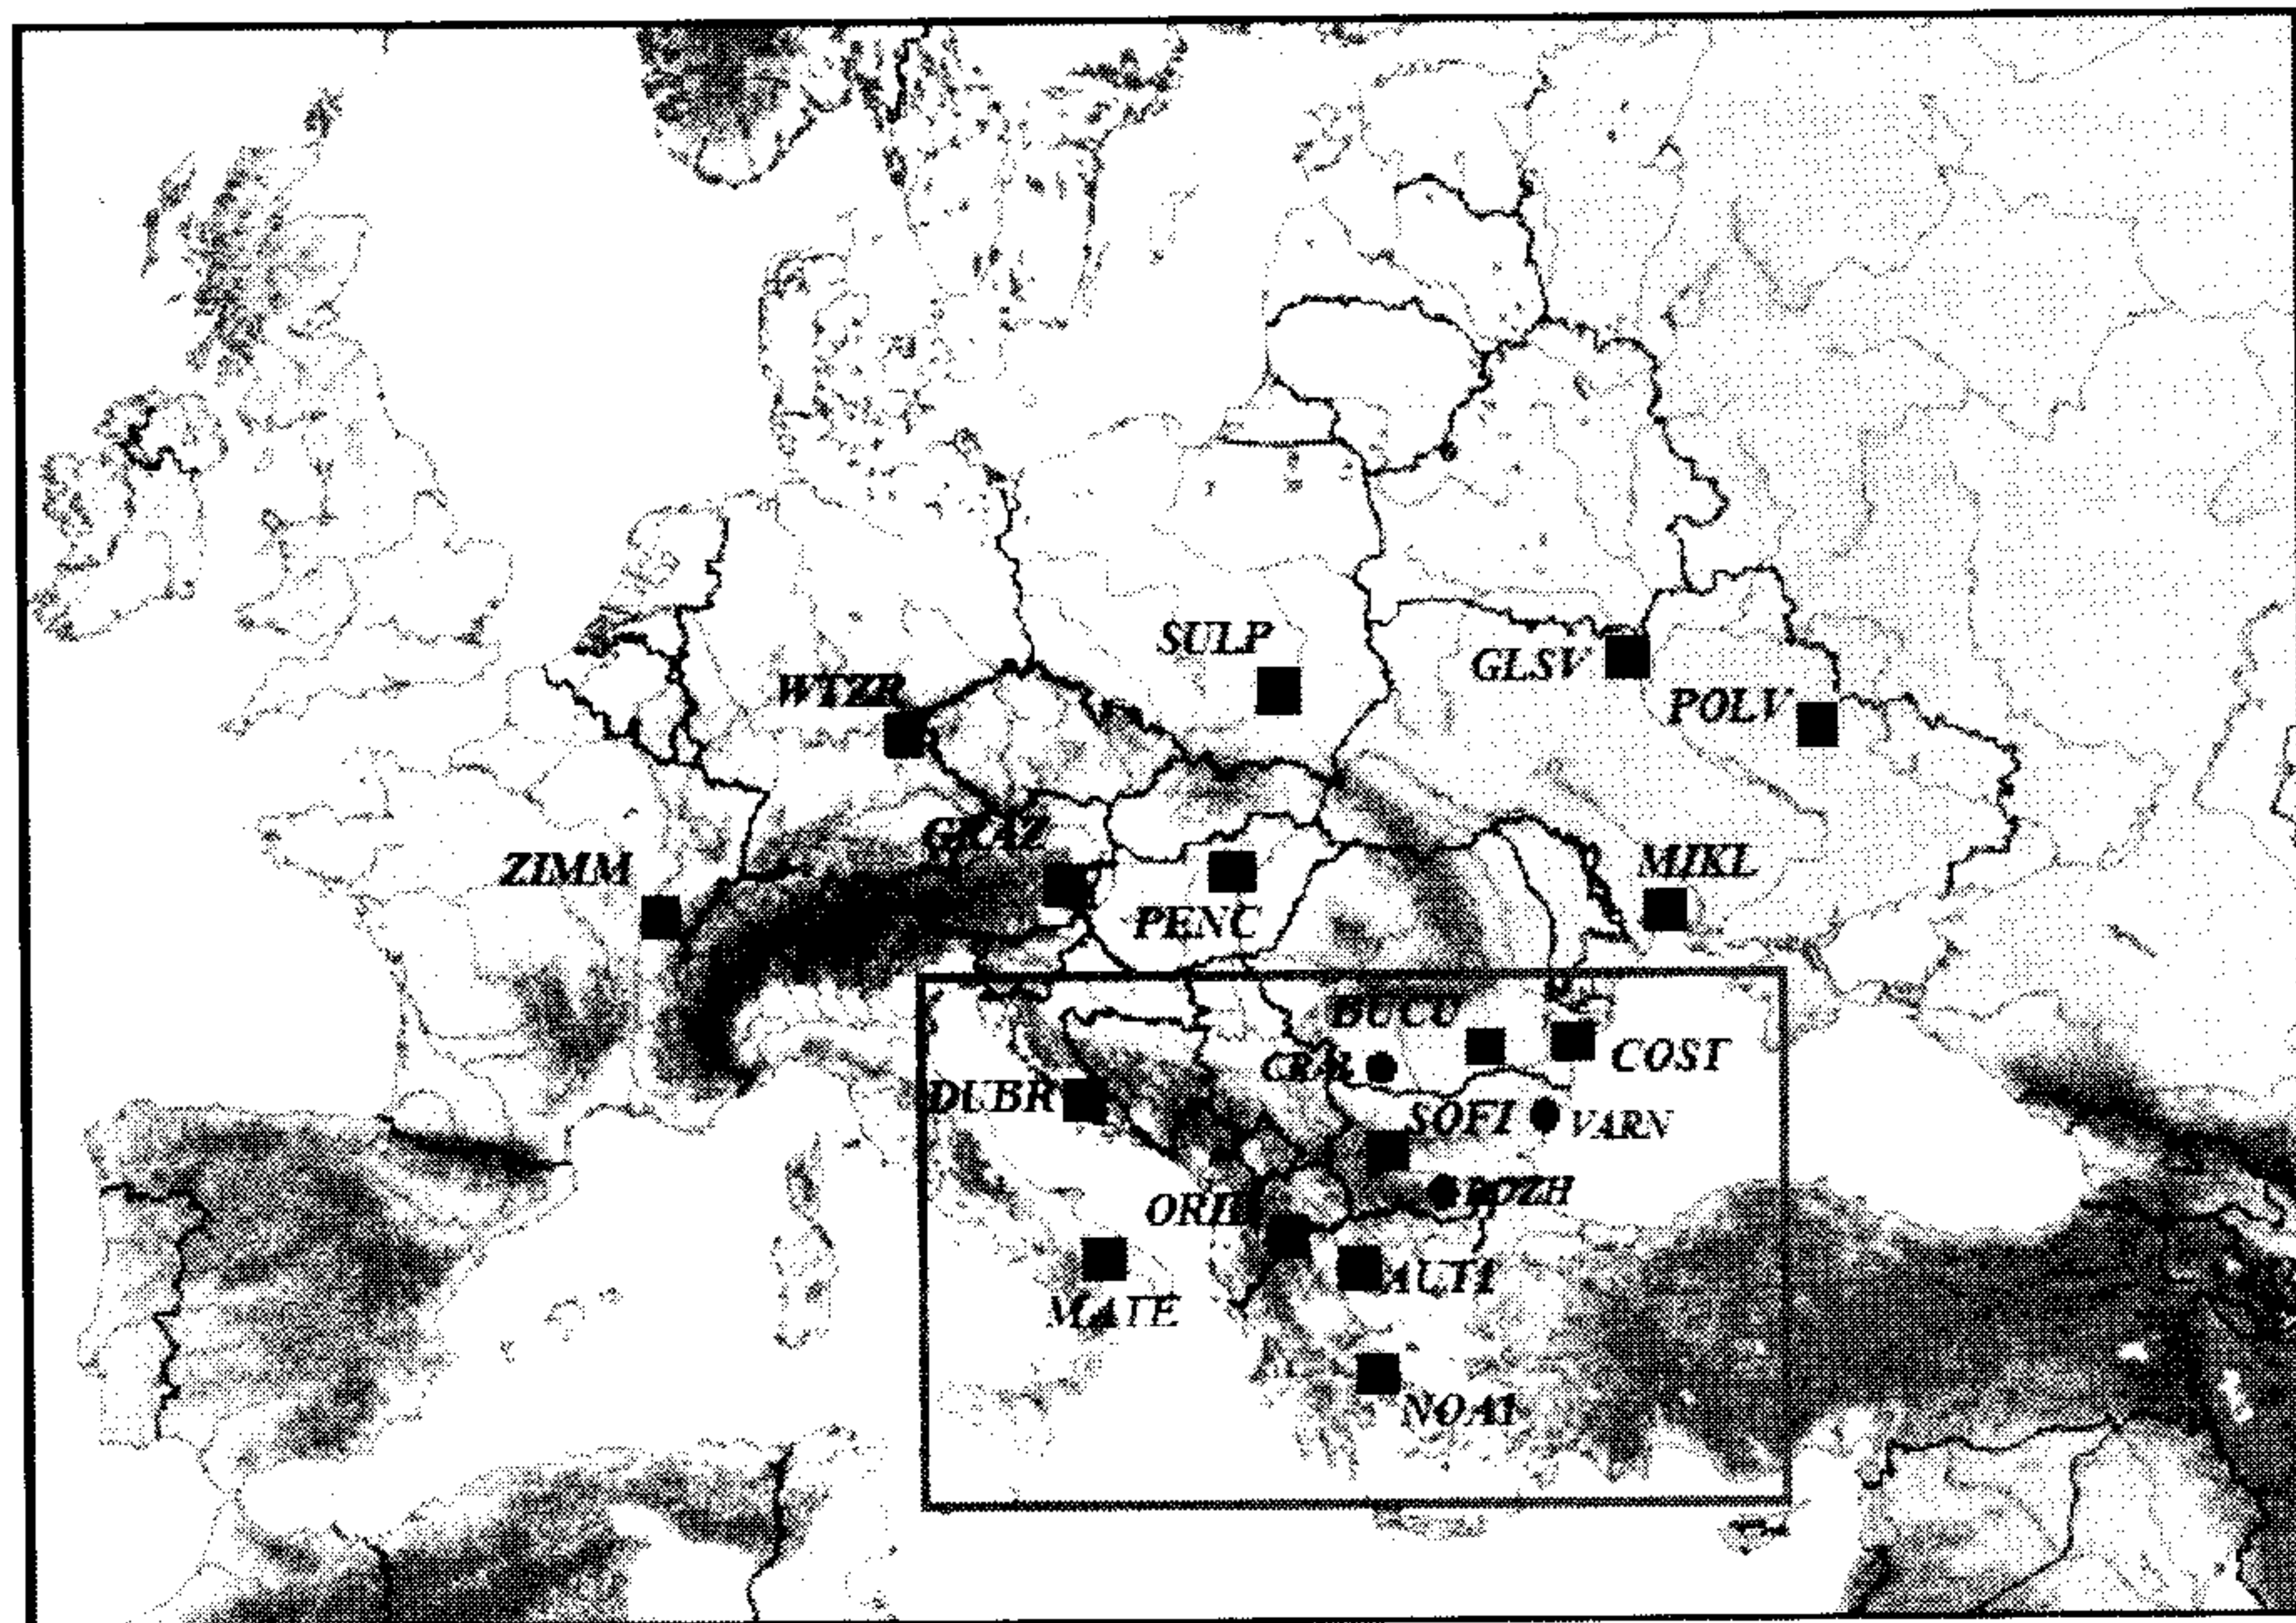 SULP
GLSV
WTZR
POLV
GRAZ
ZIMM
MIKL
PENC
BUCU
COST
DUBR
SOFI
VARN
ORID
MATE
AUT1
NOA1